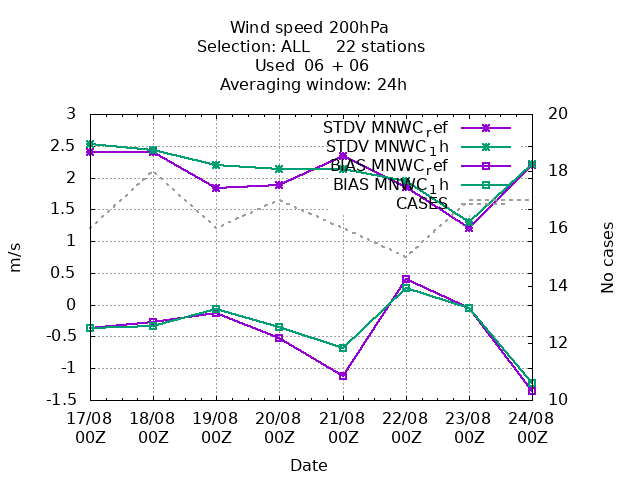 Wind speed 200hPa
Selection: ALL 22 stations
Used 06 + 06
Averaging window: 24h
STDV MNWC_ref
STDV MNWC_1h
BIAS MNWC_ref
BIAS MNWC_1h
CASES
m/s
3
2.5
2
1.5
1
0.5
0
-0.5
-1
-1.5
20
18
16
14
12
10
No cases
17/08 18/08 19/08 20/08 21/08 22/08 23/08 24/08
00Z 00Z 00Z 00Z 00Z 00Z 00Z 00Z
Date